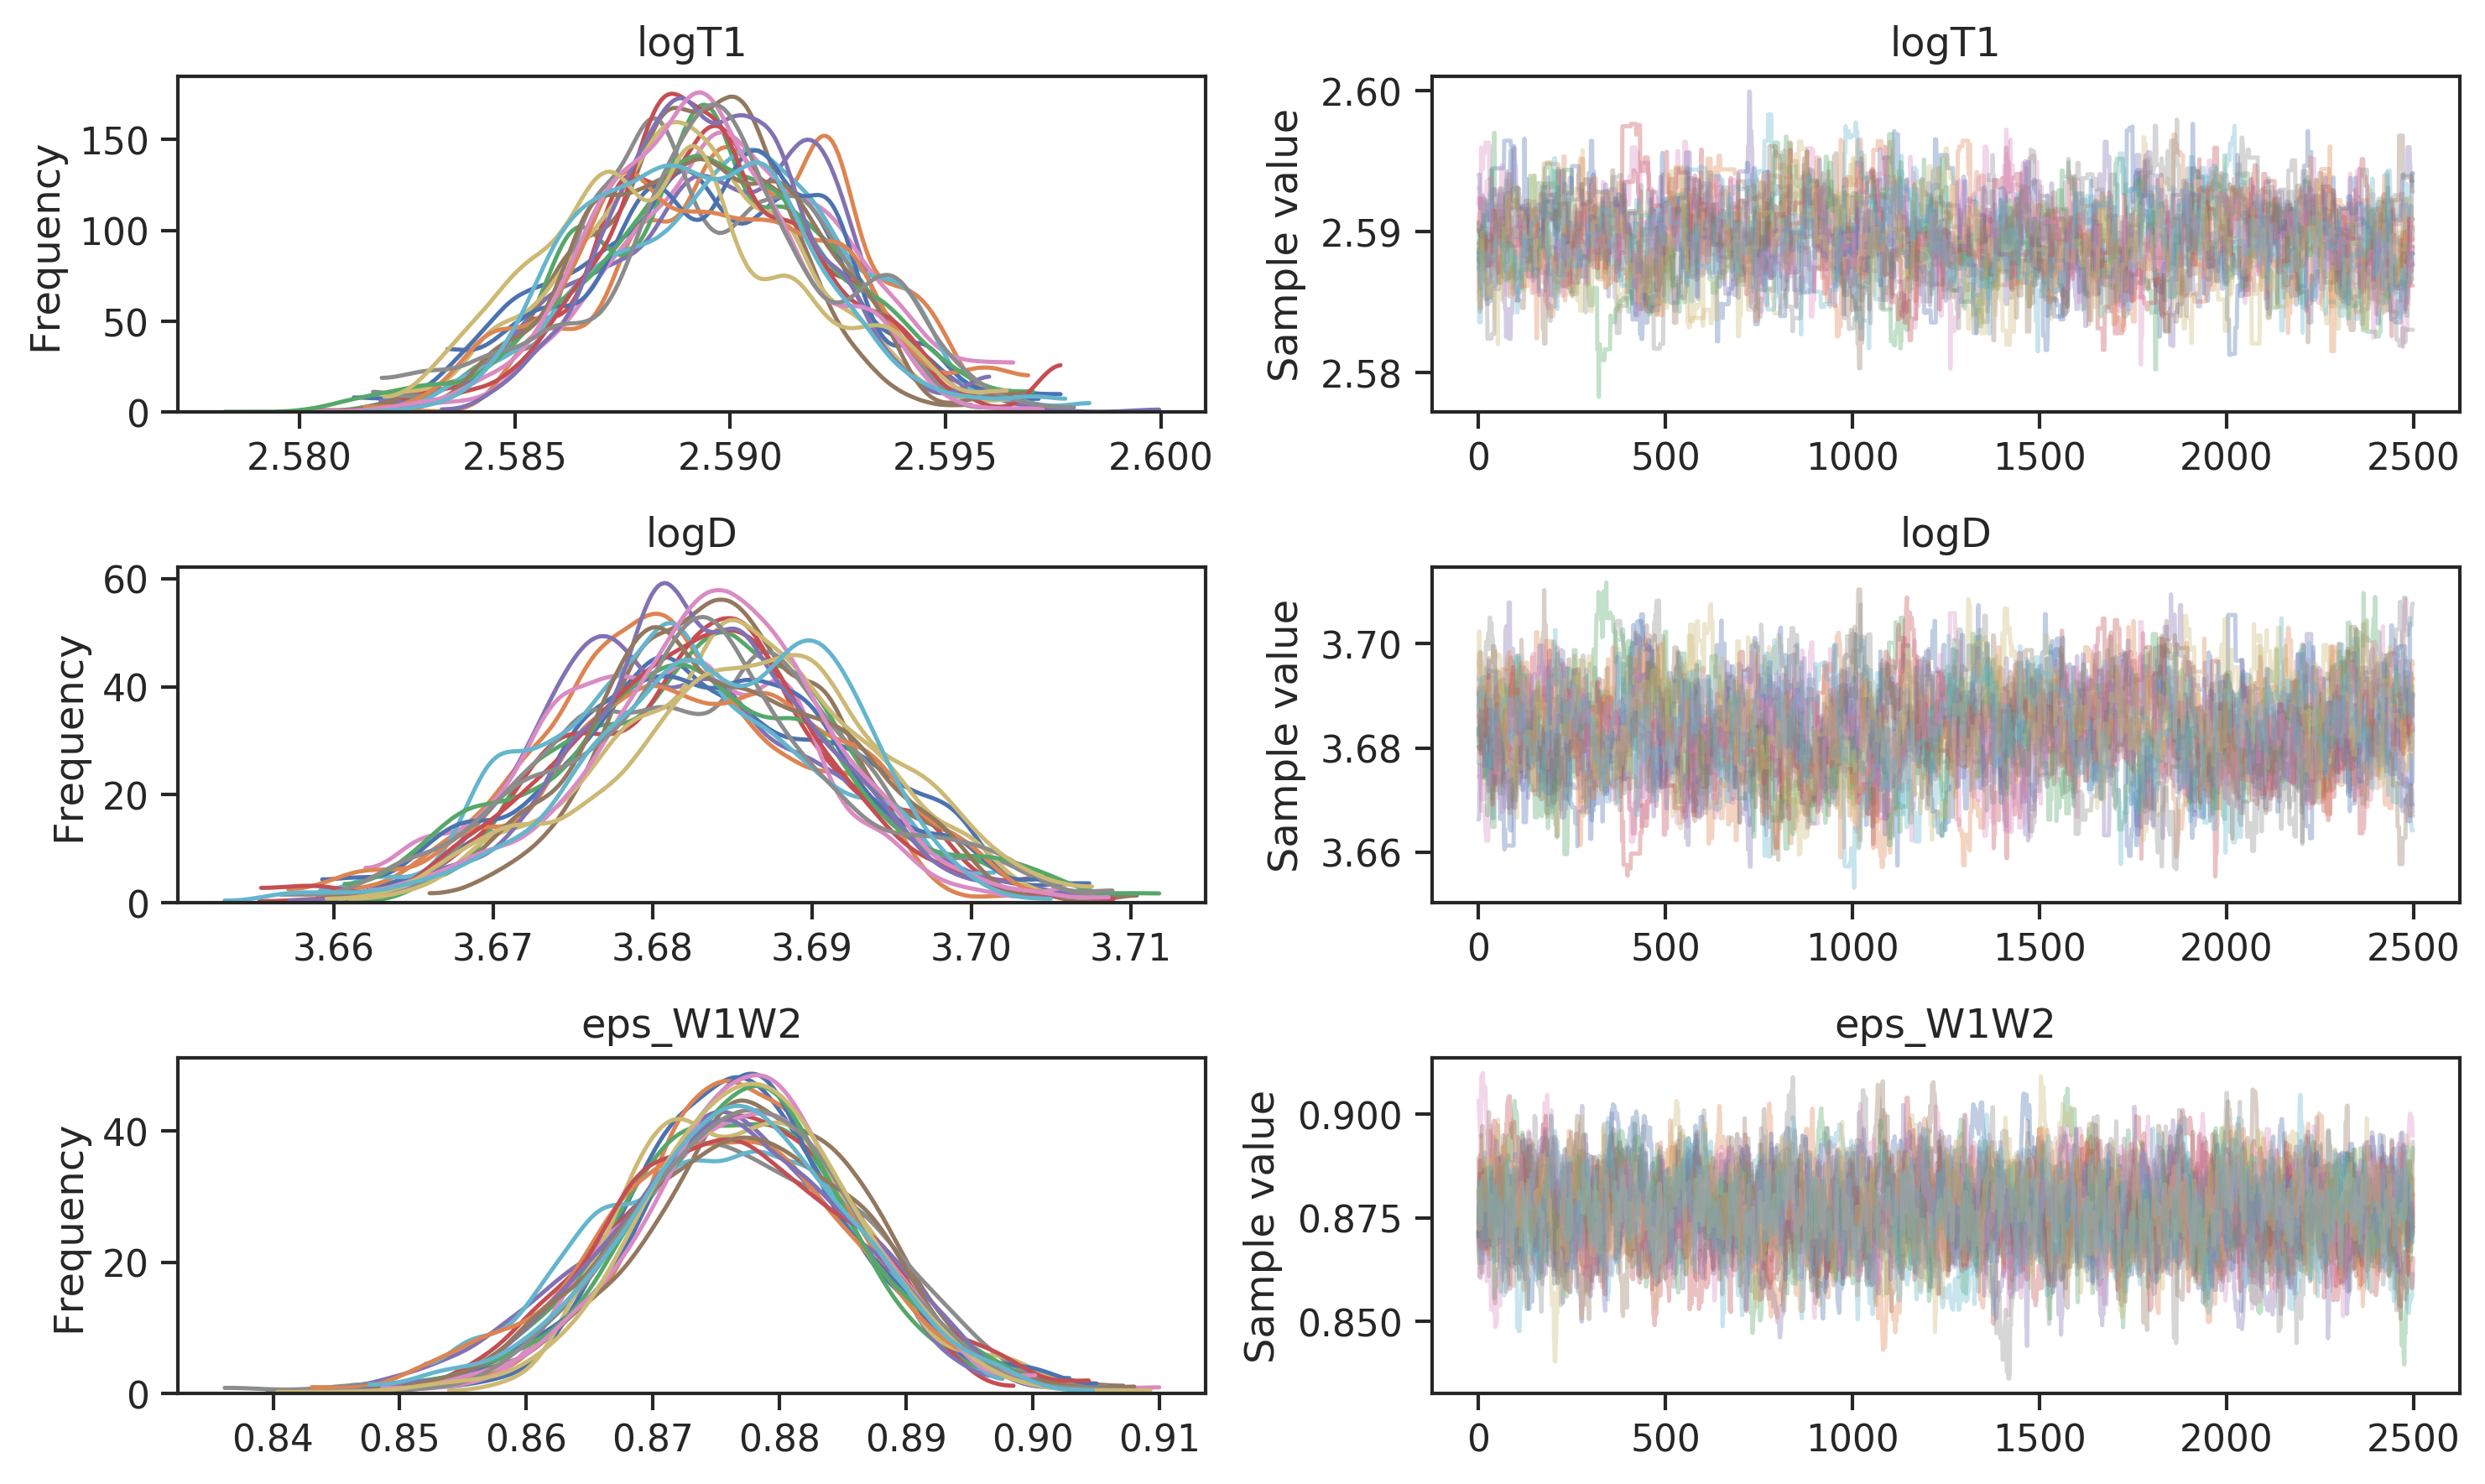 logT1
Frequency
150
100
50
0
2.580 2.585 2.590 2.595 2.600
logT1
Sample value
2.60
2.59
2.58
0 500 1000 1500 2000 2500
logD
Frequency
60
40
20
0
3.66 3.67 3.68 3.69 3.70 3.71
logD
Sample value
3.70
3.68
3.66
0 500 1000 1500 2000 2500
eps_W1W2
Frequency
40
20
0
0.84 0.85 0.86 0.87 0.88 0.89 0.90 0.91
eps_W1W2
Sample value
0.900
0.875
0.850
0 500 1000 1500 2000 2500